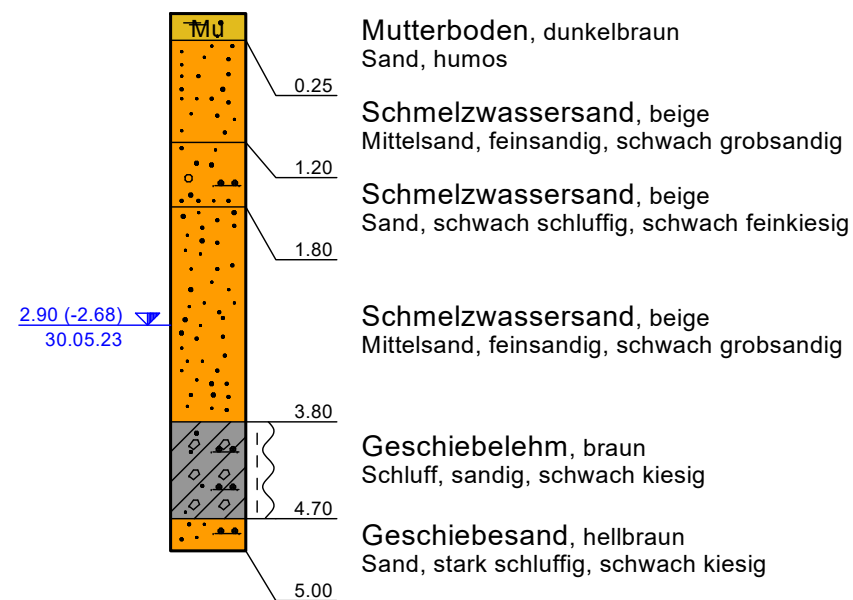 Mu
Mutterboden, dunkelbraun
Sand, humos
0.25
Schmelzwassersand, beige
Mittelsand, feinsandig, schwach grobsandig
1.20
Schmelzwassersand, beige
Sand, schwach schluffig, schwach feinkiesig
1.80
2.90 (-2.68)
30.05.23
Schmelzwassersand, beige
Mittelsand, feinsandig, schwach grobsandig
3.80
Geschiebelehm, braun
Schluff, sandig, schwach kiesig
4.70
Geschiebesand, hellbraun
Sand, stark schluffig, schwach kiesig
5.00